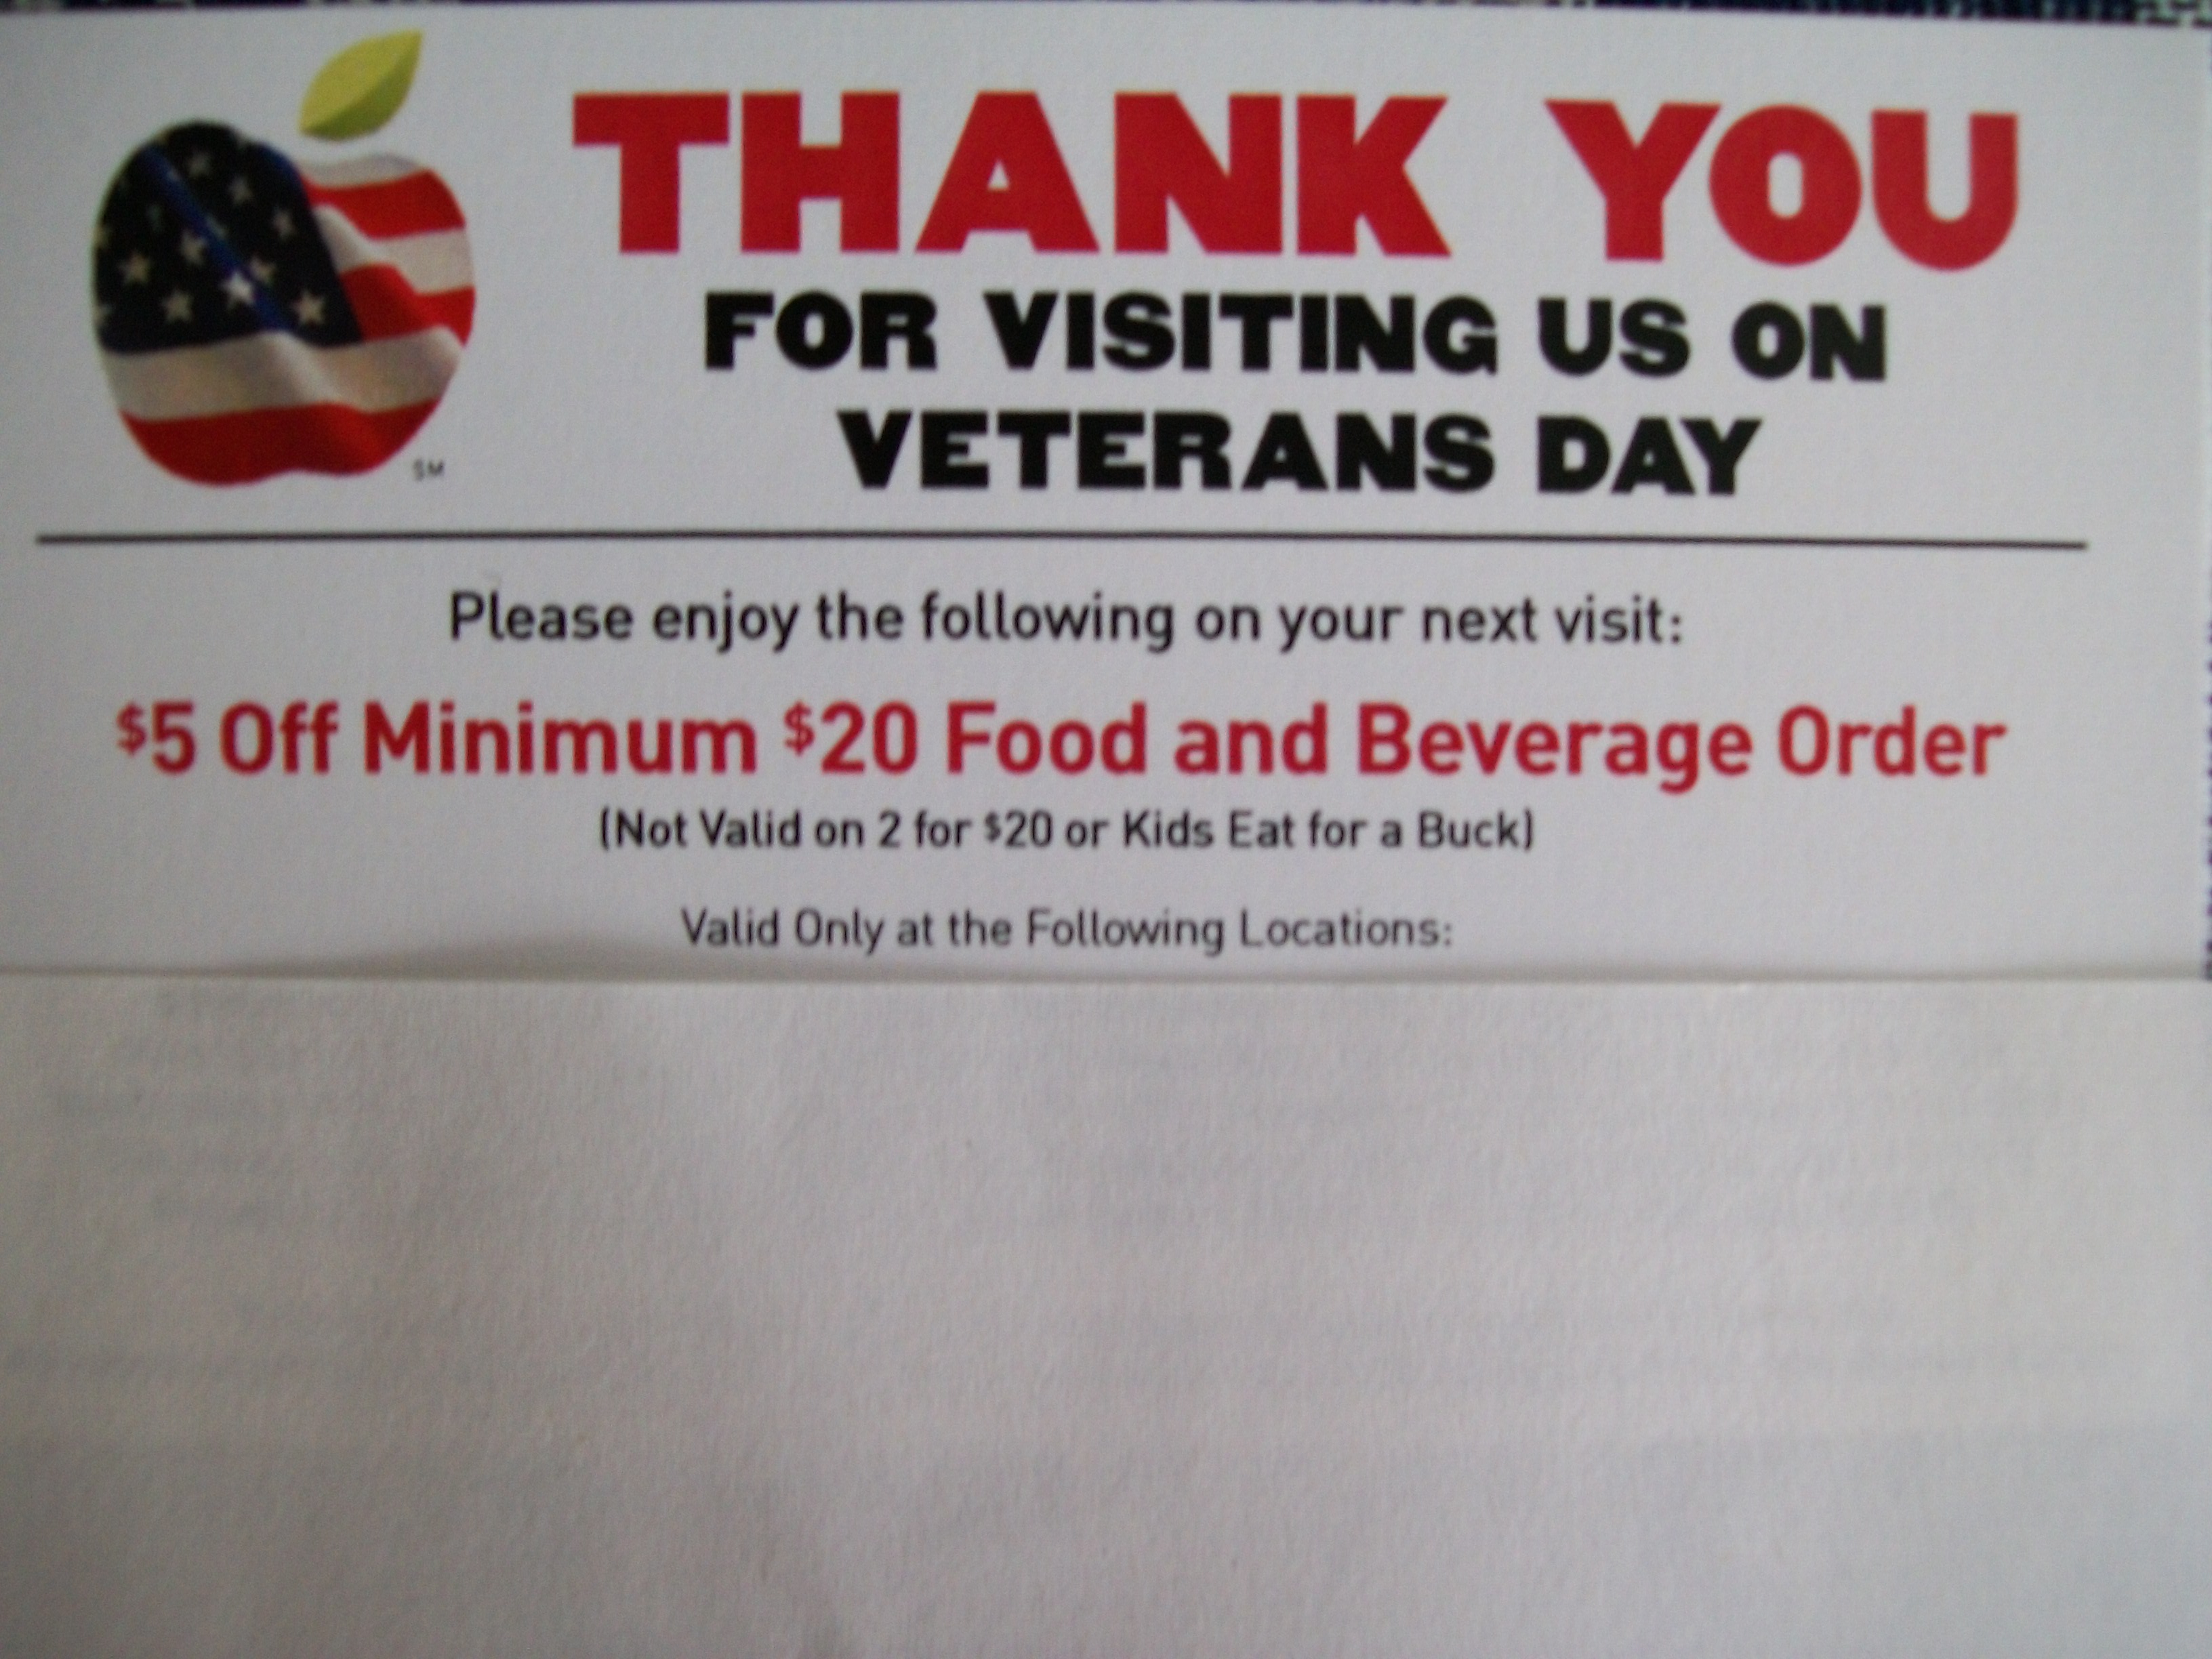 THANK YOU
FOR VISITING US ON
VETERANS DAY
SM
Please enjoy the following on your next visit:
$5 Off Minimum $20 Food and Beverage Order
(Not Valid on 2 for $20 or Kids Eat for a Buck)
Valid Only at the Following Locations: